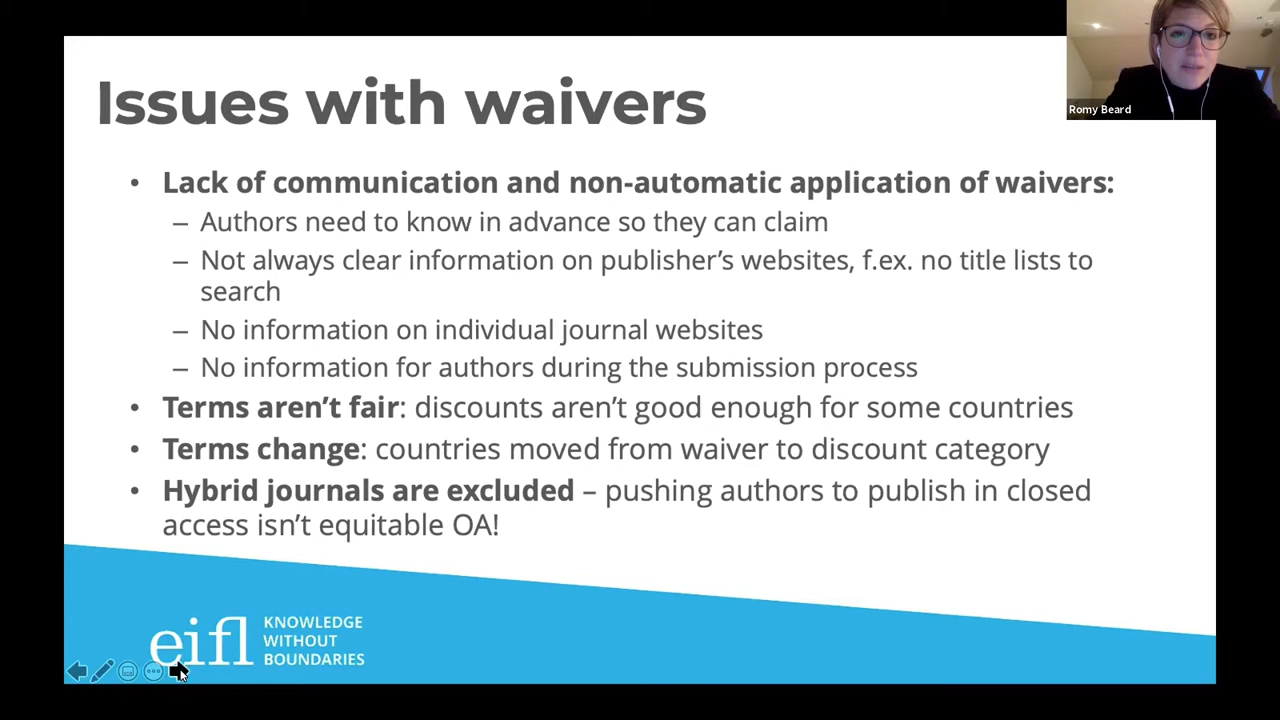 Issues with waivers
Romy Beard
• Lack of communication and non-automatic application of waivers:
– Authors need to know in advance so they can claim
– Not always clear information on publisher’s websites, f.ex. no title lists to
search
– No information on individual journal websites
– No information for authors during the submission process
• Terms aren’t fair: discounts aren’t good enough for some countries
• Terms change: countries moved from waiver to discount category
• Hybrid journals are excluded – pushing authors to publish in closed
access isn’t equitable OA!
eifl
KNOWLEDGE
WITHOUT
BOUNDARIES